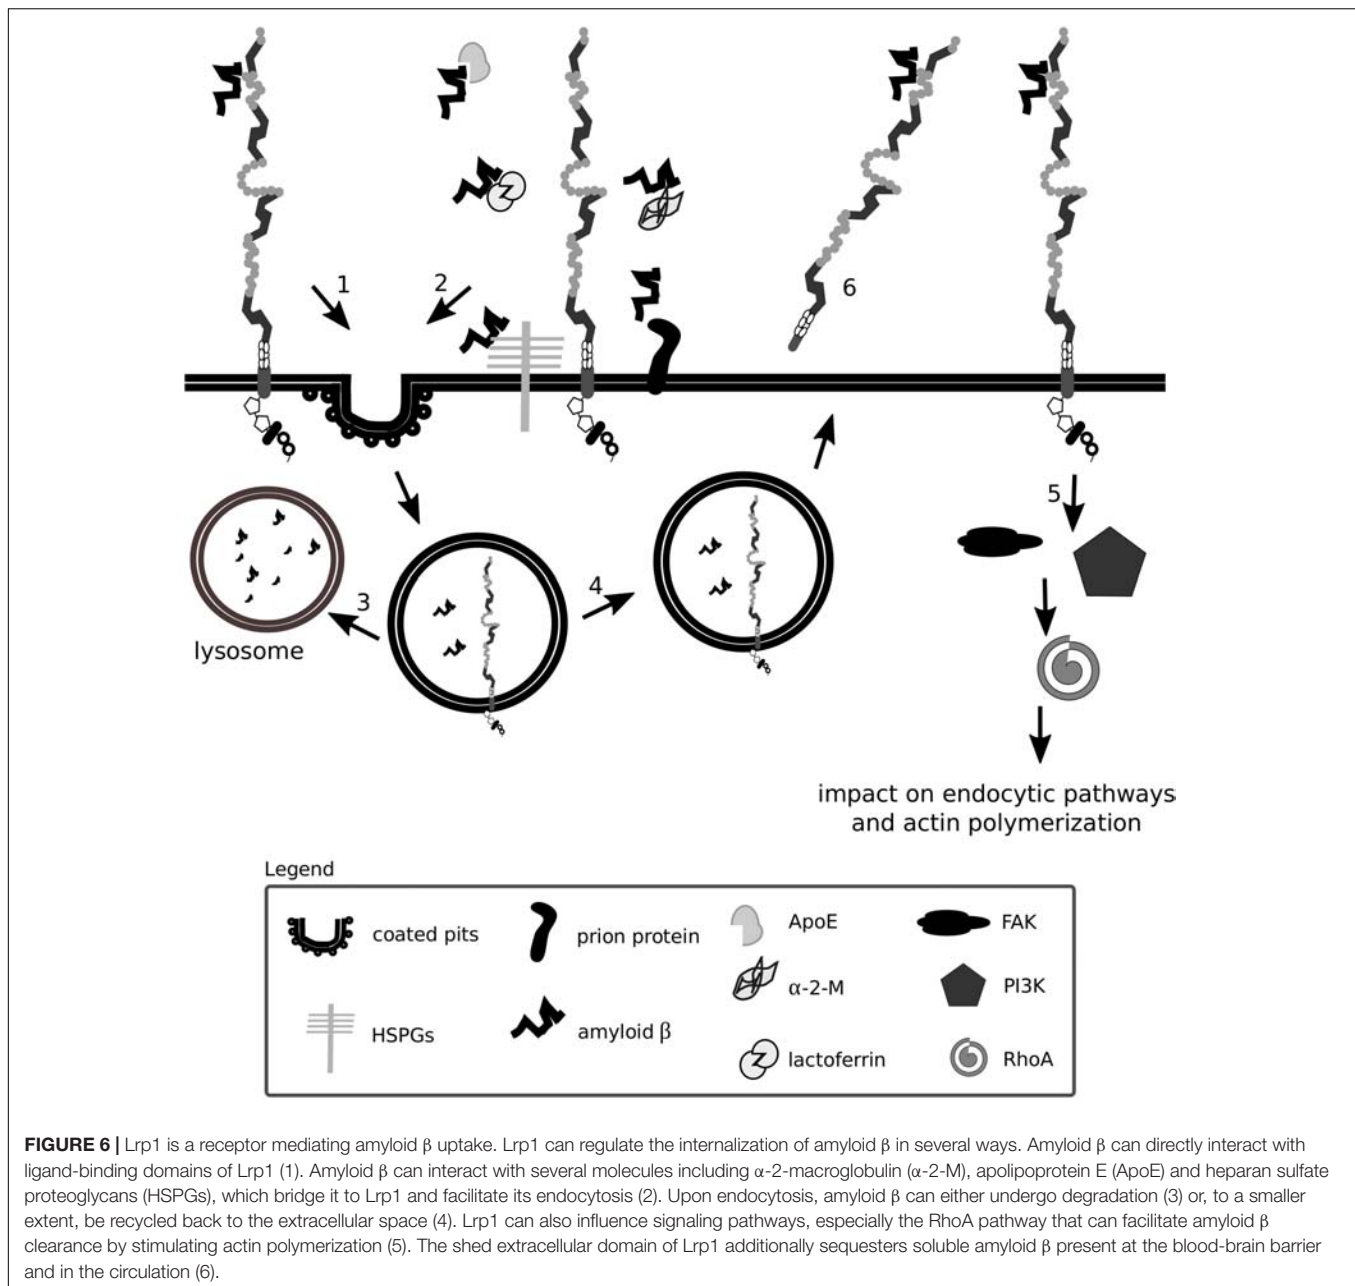 1
2
6
5
3
4
lysosome
impact on endocytic pathways
and actin polymerization
Legend
coated pits
prion protein
ApoE
FAK
α-2-M
PI3K
HSPGs
amyloid β
lactoferrin
RhoA
FIGURE 6 | Lrp1 is a receptor mediating amyloid β uptake. Lrp1 can regulate the internalization of amyloid β in several ways. Amyloid β can directly interact with
ligand-binding domains of Lrp1 (1). Amyloid β can interact with several molecules including α-2-macroglobulin (α-2-M), apolipoprotein E (ApoE) and heparan sulfate
proteoglycans (HSPGs), which bridge it to Lrp1 and facilitate its endocytosis (2). Upon endocytosis, amyloid β can either undergo degradation (3) or, to a smaller
extent, be recycled back to the extracellular space (4). Lrp1 can also influence signaling pathways, especially the RhoA pathway that can facilitate amyloid β
clearance by stimulating actin polymerization (5). The shed extracellular domain of Lrp1 additionally sequesters soluble amyloid β present at the blood-brain barrier
and in the circulation (6).